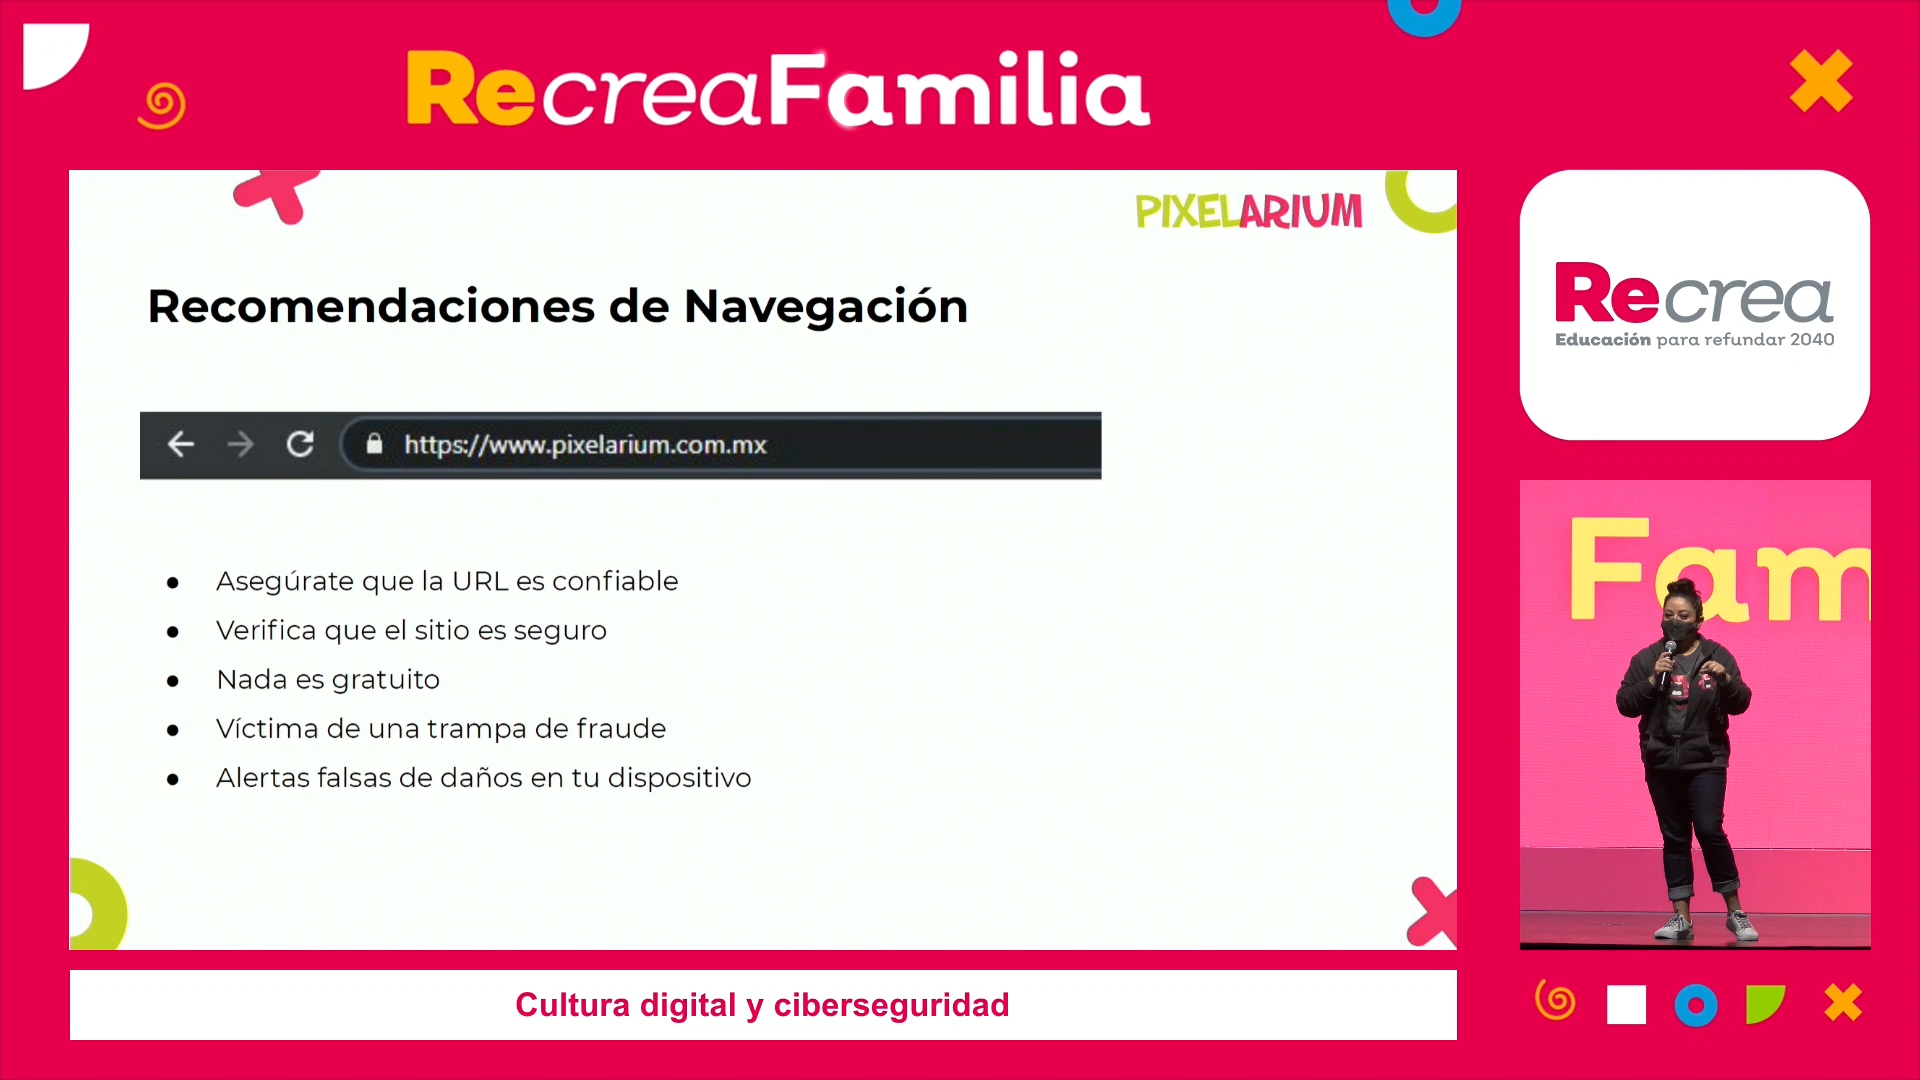 RecreaFamilia
PIXELARIUM
Recomendaciones de Navegación
https://www.pixelarium.com.mx
● Asegúrate que la URL es confiable
● Verifica que el sitio es seguro
● Nada es gratuito
● Víctima de una trampa de fraude
● Alertas falsas de daños en tu dispositivo
Recrea
Educación para refundar 2040
Fam
Cultura digital y ciberseguridad